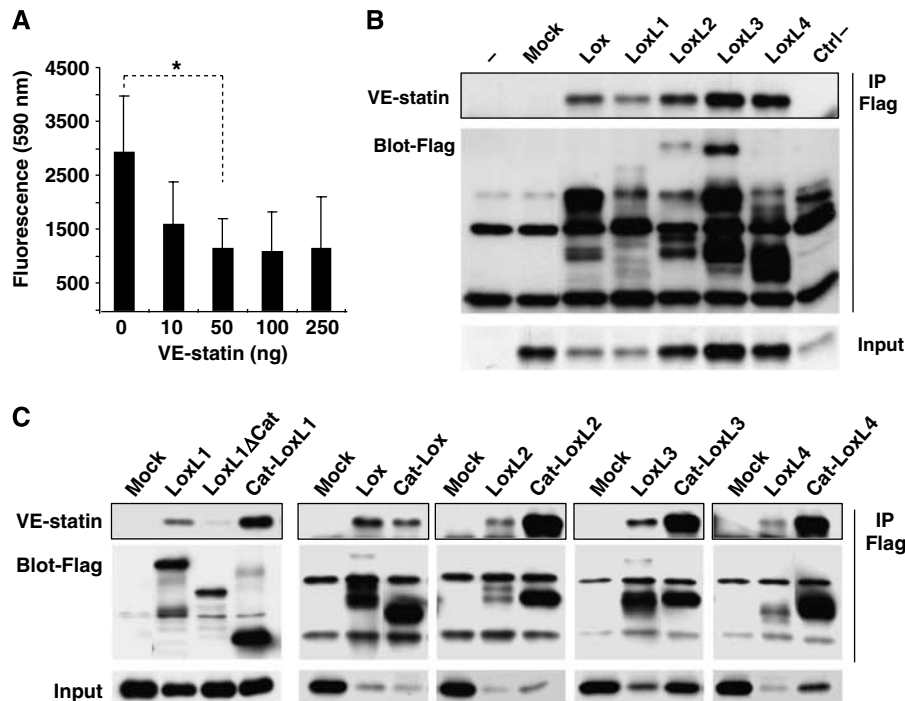 A
Fluorescence (590 nm)
4500
3500
2500
1500
500
*
0 10 50 100 250
VE-statin (ng)
B
– Mock Lox LoxL1 LoxL2 LoxL3 LoxL4 Ctrl–
VE-statin
Blot-Flag
IP
Flag
Input
C
Mock LoxL1 LoxL1ΔCat Cat-LoxL1 Mock Lox Cat-Lox Mock LoxL2 Cat-LoxL2 Mock LoxL3 Cat-LoxL3 Mock LoxL4 Cat-LoxL4
VE-statin
Blot-Flag
IP
Flag
Input